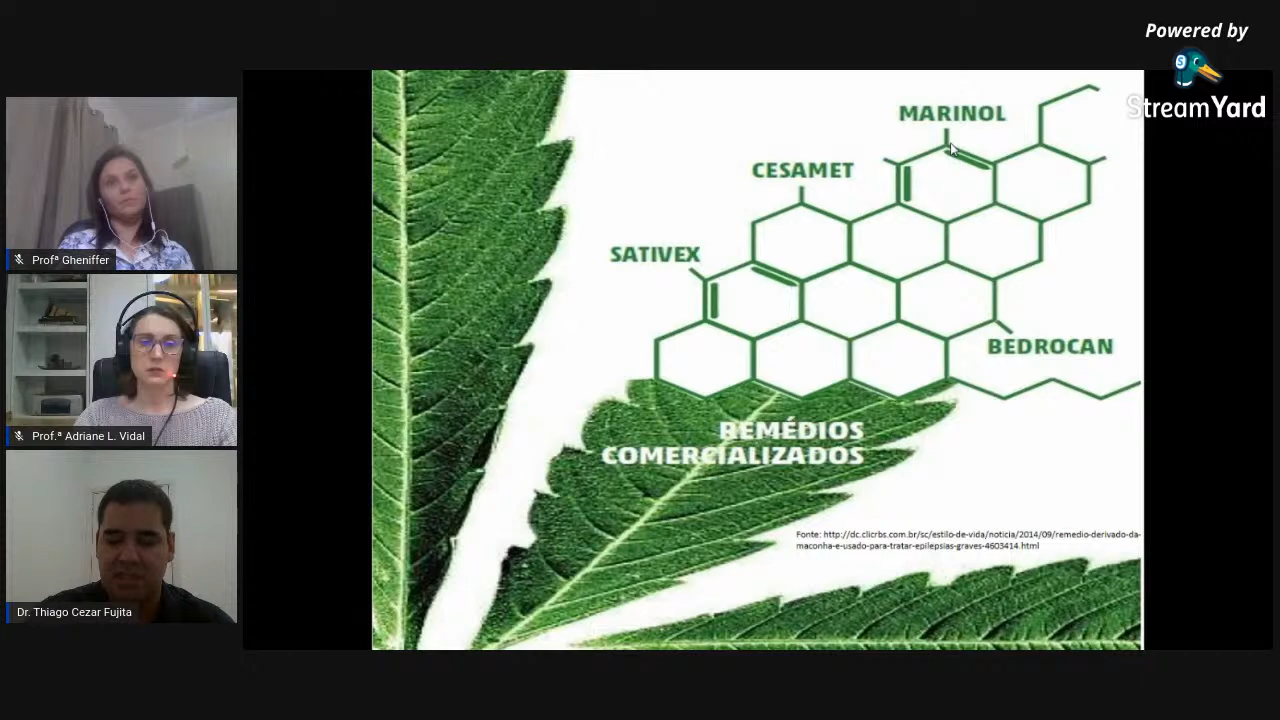 Powered by
StreamYard
MARINOL
CESAMET
SATIVEX
BEDROCAN
REMÉDIOS
COMERCIALIZADOS
Fonte: http://dc.clicrbs.com.br/sc/estilo-de-vida/noticia/2014/09/remedio-derivado-da-
maconha-e-usado-para-tratar-epilepsias-graves-4603414.html
Profª Gheniffer
Prof.ª Adriane L. Vidal
Dr. Thiago Cezar Fujita